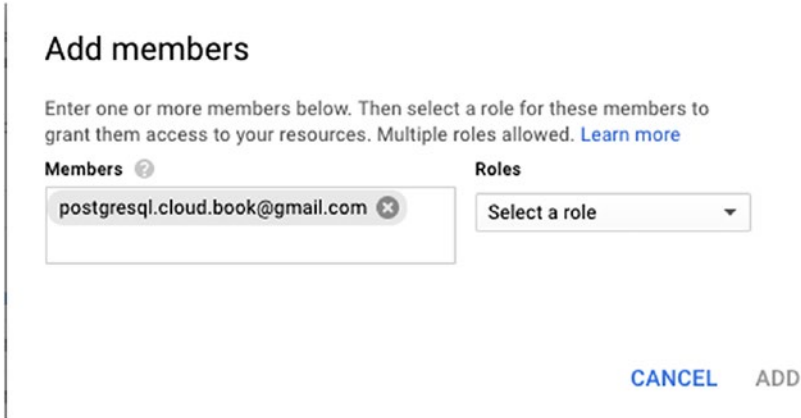 Add members
Enter one or more members below. Then select a role for these members to
grant them access to your resources. Multiple roles allowed. Learn more
Members ?
Roles
postgresql.cloud.book@gmail.com
Select a role
CANCEL ADD